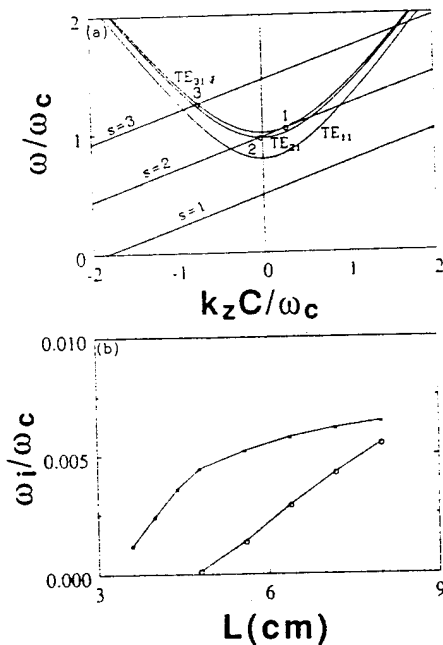 (a)
2
1
0
ω/ωc
TE31
3
1
2
TE21
TE11
s=3
s=2
s=1
-2
-1
0
1
2
kzC/ωc
(b)
0.010
0.005
0.000
ωi/ωc
3
6
9
L(cm)